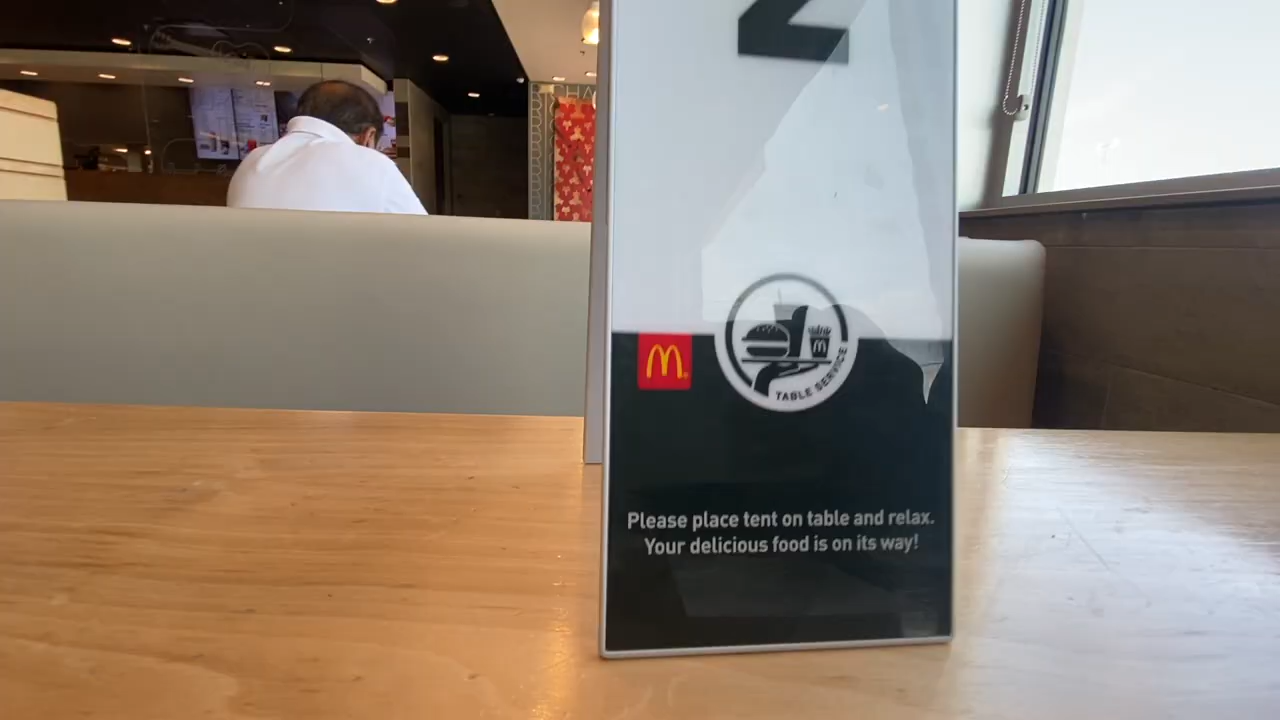 TABLE SERVICE
Please place tent on table and relax.
Your delicious food is on its way!